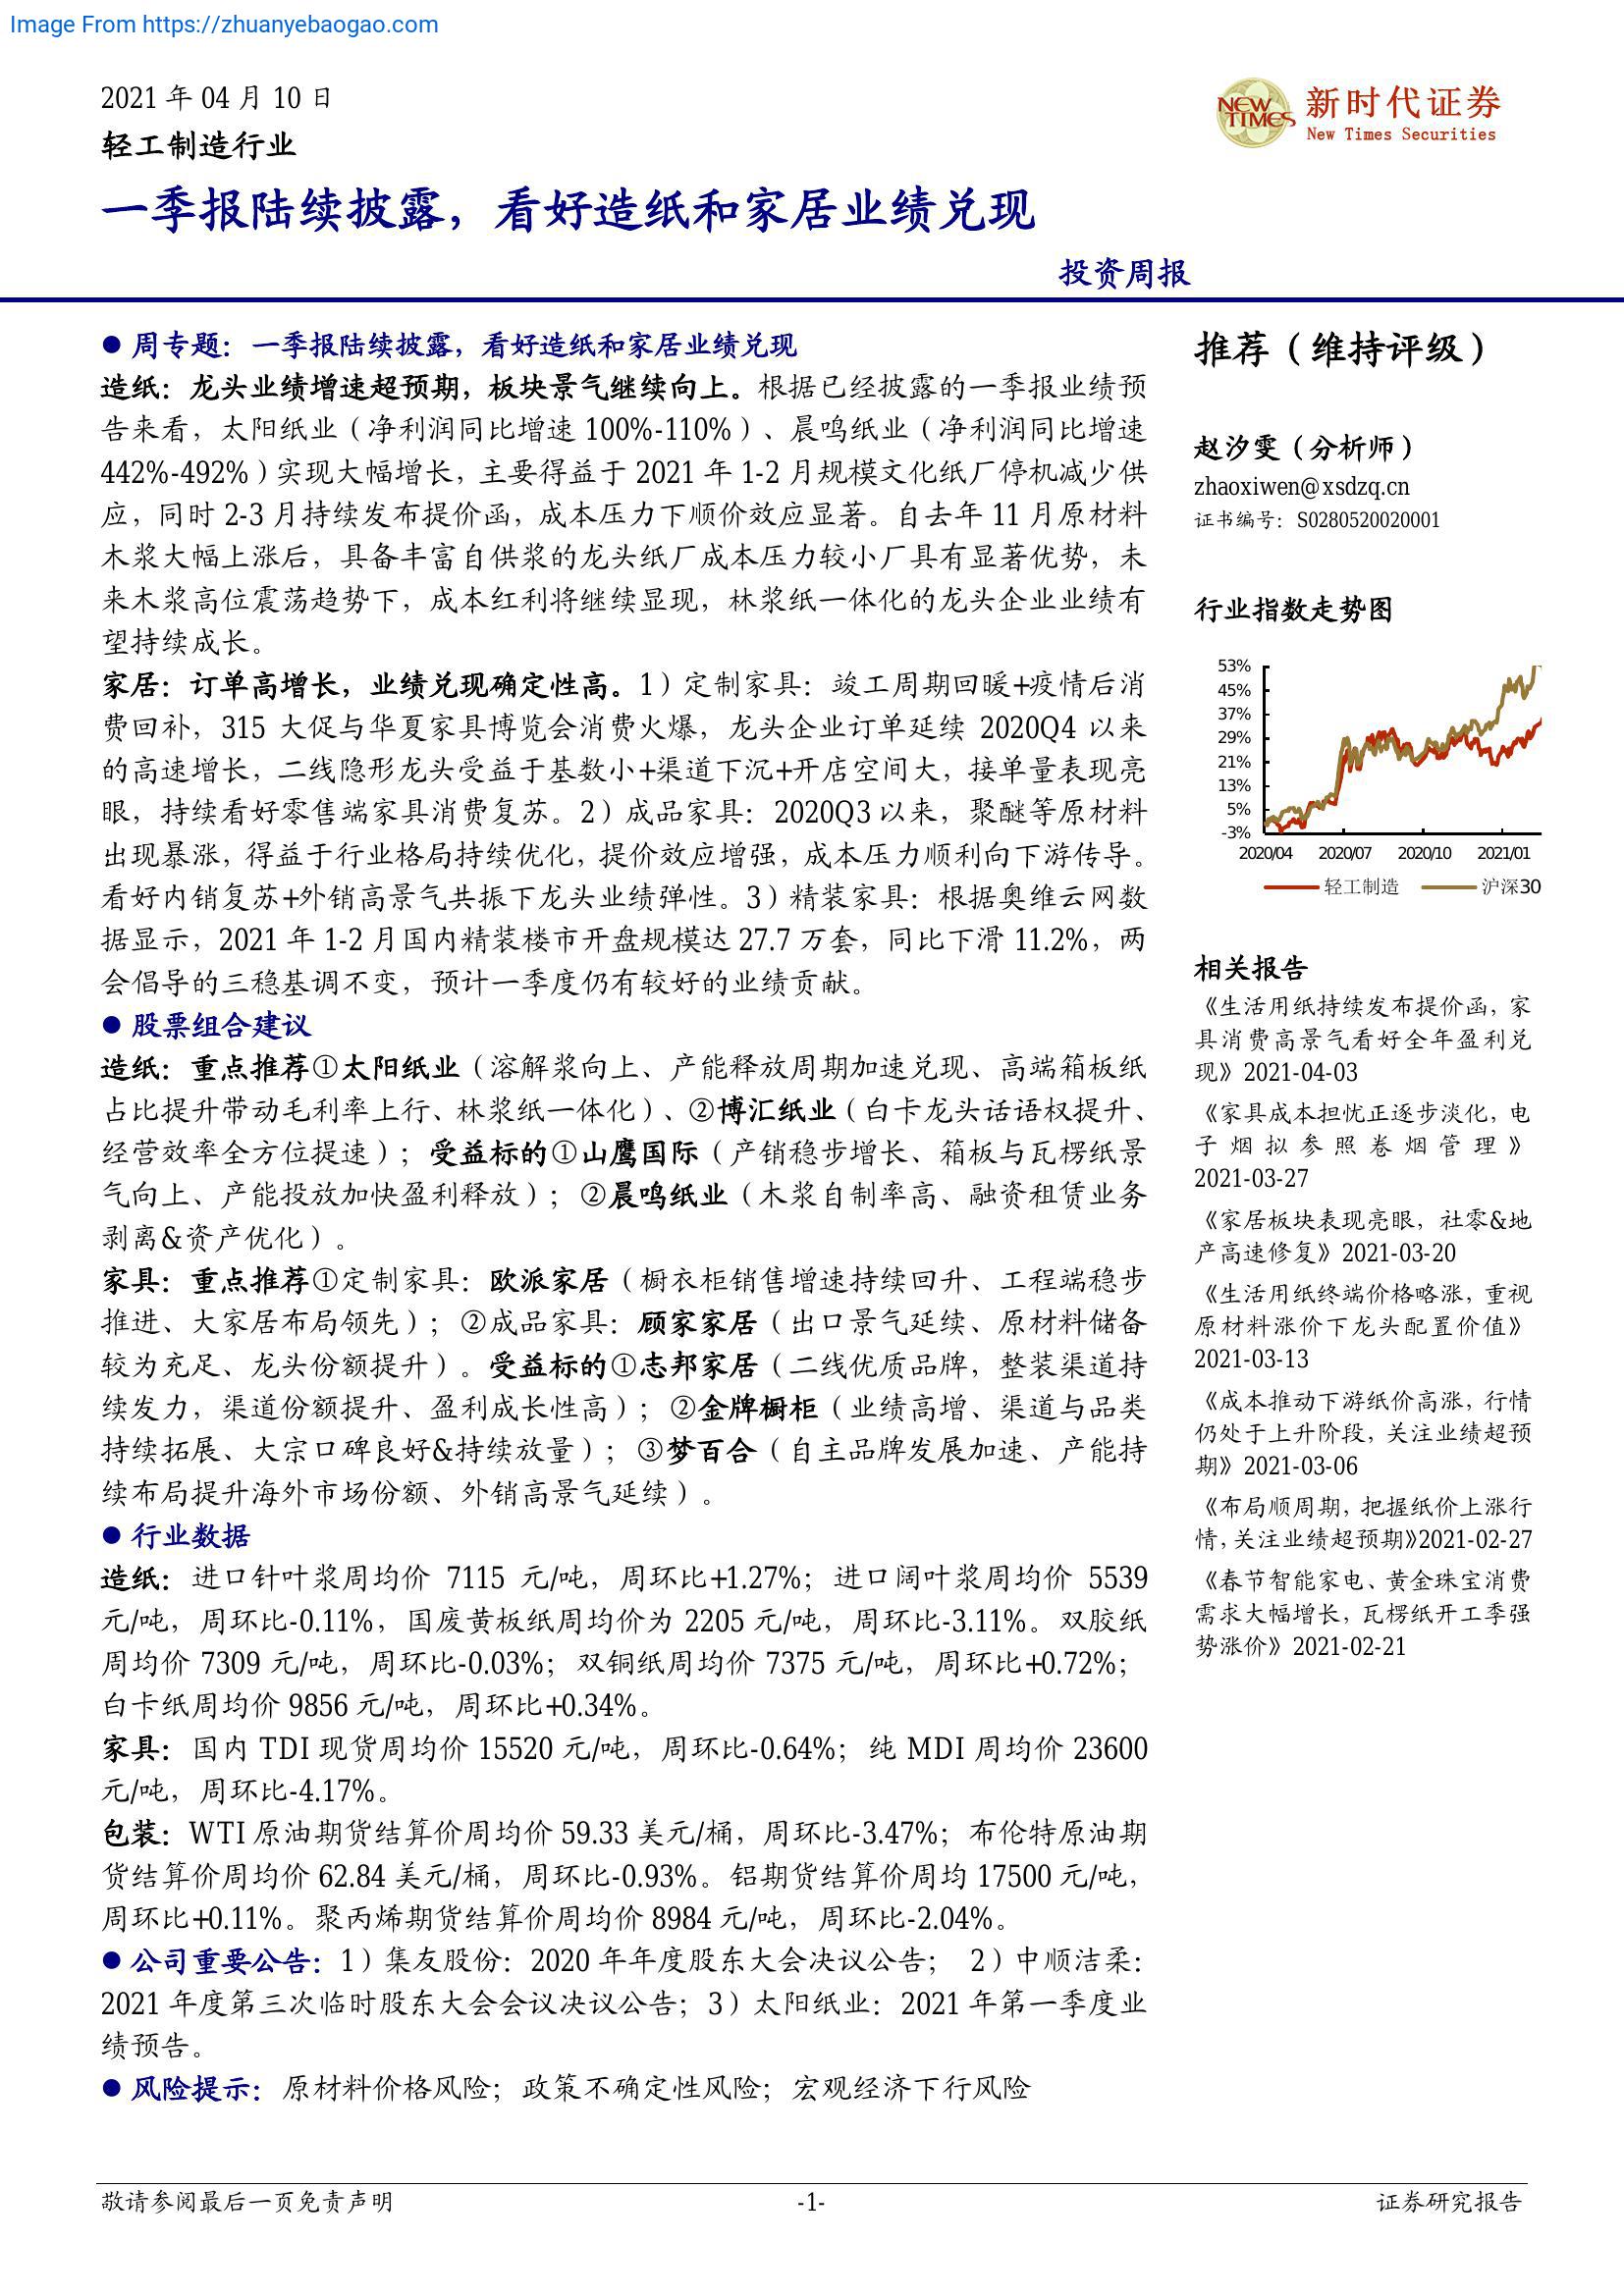 Image From https://zhuanyebaogao.com
2021 年 04 月 10 日
轻工制造行业
NEW TIMES
新时代证券
New Times Securities
一季报陆续披露，看好造纸和家居业绩兑现
投资周报
● 周专题：一季报陆续披露，看好造纸和家居业绩兑现
造纸：龙头业绩增速超预期，板块景气继续向上。根据已经披露的一季报业绩预
告来看，太阳纸业（净利润同比增速 100%-110%）、晨鸣纸业（净利润同比增速
442%-492%）实现大幅增长，主要得益于 2021 年 1-2 月规模文化纸厂停机减少供
应，同时 2-3 月持续发布提价函，成本压力下顺价效应显著。自去年 11 月原材料
木浆大幅上涨后，具备丰富自供浆的龙头纸厂成本压力较小厂具有显著优势，未
来木浆高位震荡趋势下，成本红利将继续显现，林浆纸一体化的龙头企业业绩有
望持续成长。
家居：订单高增长，业绩兑现确定性高。1）定制家具：竣工周期回暖+疫情后消
费回补，315 大促与华夏家具博览会消费火爆，龙头企业订单延续 2020Q4 以来
的高速增长，二线隐形龙头受益于基数小+渠道下沉+开店空间大，接单量表现亮
眼，持续看好零售端家具消费复苏。2）成品家具：2020Q3 以来，聚醚等原材料
出现暴涨，得益于行业格局持续优化，提价效应增强，成本压力顺利向下游传导。
看好内销复苏+外销高景气共振下龙头业绩弹性。3）精装家具：根据奥维云网数
据显示，2021 年 1-2 月国内精装楼市开盘规模达 27.7 万套，同比下滑 11.2%，两
会倡导的三稳基调不变，预计一季度仍有较好的业绩贡献。
● 股票组合建议
造纸：重点推荐①太阳纸业（溶解浆向上、产能释放周期加速兑现、高端箱板纸
占比提升带动毛利率上行、林浆纸一体化）、②博汇纸业（白卡龙头话语权提升、
经营效率全方位提速）；受益标的①山鹰国际（产销稳步增长、箱板与瓦楞纸景
气向上、产能投放加快盈利释放）；②晨鸣纸业（木浆自制率高、融资租赁业务
剥离&资产优化）。
家具：重点推荐①定制家具：欧派家居（橱衣柜销售增速持续回升、工程端稳步
推进、大家居布局领先）；②成品家具：顾家家居（出口景气延续、原材料储备
较为充足、龙头份额提升）。受益标的①志邦家居（二线优质品牌，整装渠道持
续发力，渠道份额提升、盈利成长性高）；②金牌橱柜（业绩高增、渠道与品类
持续拓展、大宗口碑良好&持续放量）；③梦百合（自主品牌发展加速、产能持
续布局提升海外市场份额、外销高景气延续）。
● 行业数据
造纸：进口针叶浆周均价 7115 元/吨，周环比+1.27%；进口阔叶浆周均价 5539
元/吨，周环比-0.11%，国废黄板纸周均价为 2205 元/吨，周环比-3.11%。双胶纸
周均价 7309 元/吨，周环比-0.03%；双铜纸周均价 7375 元/吨，周环比+0.72%；
白卡纸周均价 9856 元/吨，周环比+0.34%。
家具：国内 TDI 现货周均价 15520 元/吨，周环比-0.64%；纯 MDI 周均价 23600
元/吨，周环比-4.17%。
包装：WTI 原油期货结算价周均价 59.33 美元/桶，周环比-3.47%；布伦特原油期
货结算价周均价 62.84 美元/桶，周环比-0.93%。铝期货结算价周均 17500 元/吨，
周环比+0.11%。聚丙烯期货结算价周均价 8984 元/吨，周环比-2.04%。
● 公司重要公告：1）集友股份：2020 年年度股东大会决议公告； 2）中顺洁柔：
2021 年度第三次临时股东大会会议决议公告；3）太阳纸业：2021 年第一季度业
绩预告。
● 风险提示：原材料价格风险；政策不确定性风险；宏观经济下行风险
推荐（维持评级）
赵汐雯（分析师）
zhaoxiwen@xsdzq.cn
证书编号：S0280520020001
行业指数走势图
53%
45%
37%
29%
21%
13%
5%
-3%
2020/04 2020/07 2020/10 2021/01
轻工制造 沪深30
相关报告
《生活用纸持续发布提价函，家
具消费高景气看好全年盈利兑
现》2021-04-03
《家具成本担忧正逐步淡化，电
子烟拟参照卷烟管理》
2021-03-27
《家居板块表现亮眼，社零&地
产高速修复》2021-03-20
《生活用纸终端价格略涨，重视
原材料涨价下龙头配置价值》
2021-03-13
《成本推动下游纸价高涨，行情
仍处于上升阶段，关注业绩超预
期》2021-03-06
《布局顺周期，把握纸价上涨行
情，关注业绩超预期》2021-02-27
《春节智能家电、黄金珠宝消费
需求大幅增长，瓦楞纸开工季强
势涨价》2021-02-21
敬请参阅最后一页免责声明
-1-
证券研究报告